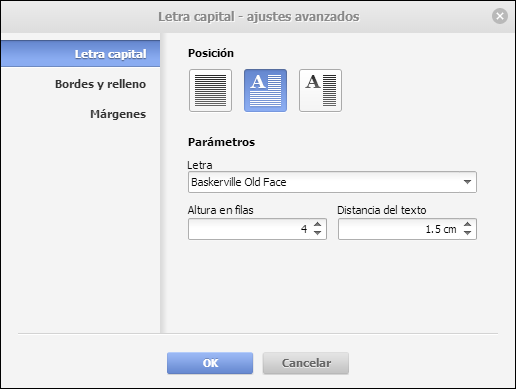 Letra capital - ajustes avanzados
Letra capital
Bordes y relleno
Márgenes
Posición
A
A
Parámetros
Letra
Baskerville Old Face
Altura en filas
Distancia del texto
4
1.5 cm
OK
Cancelar